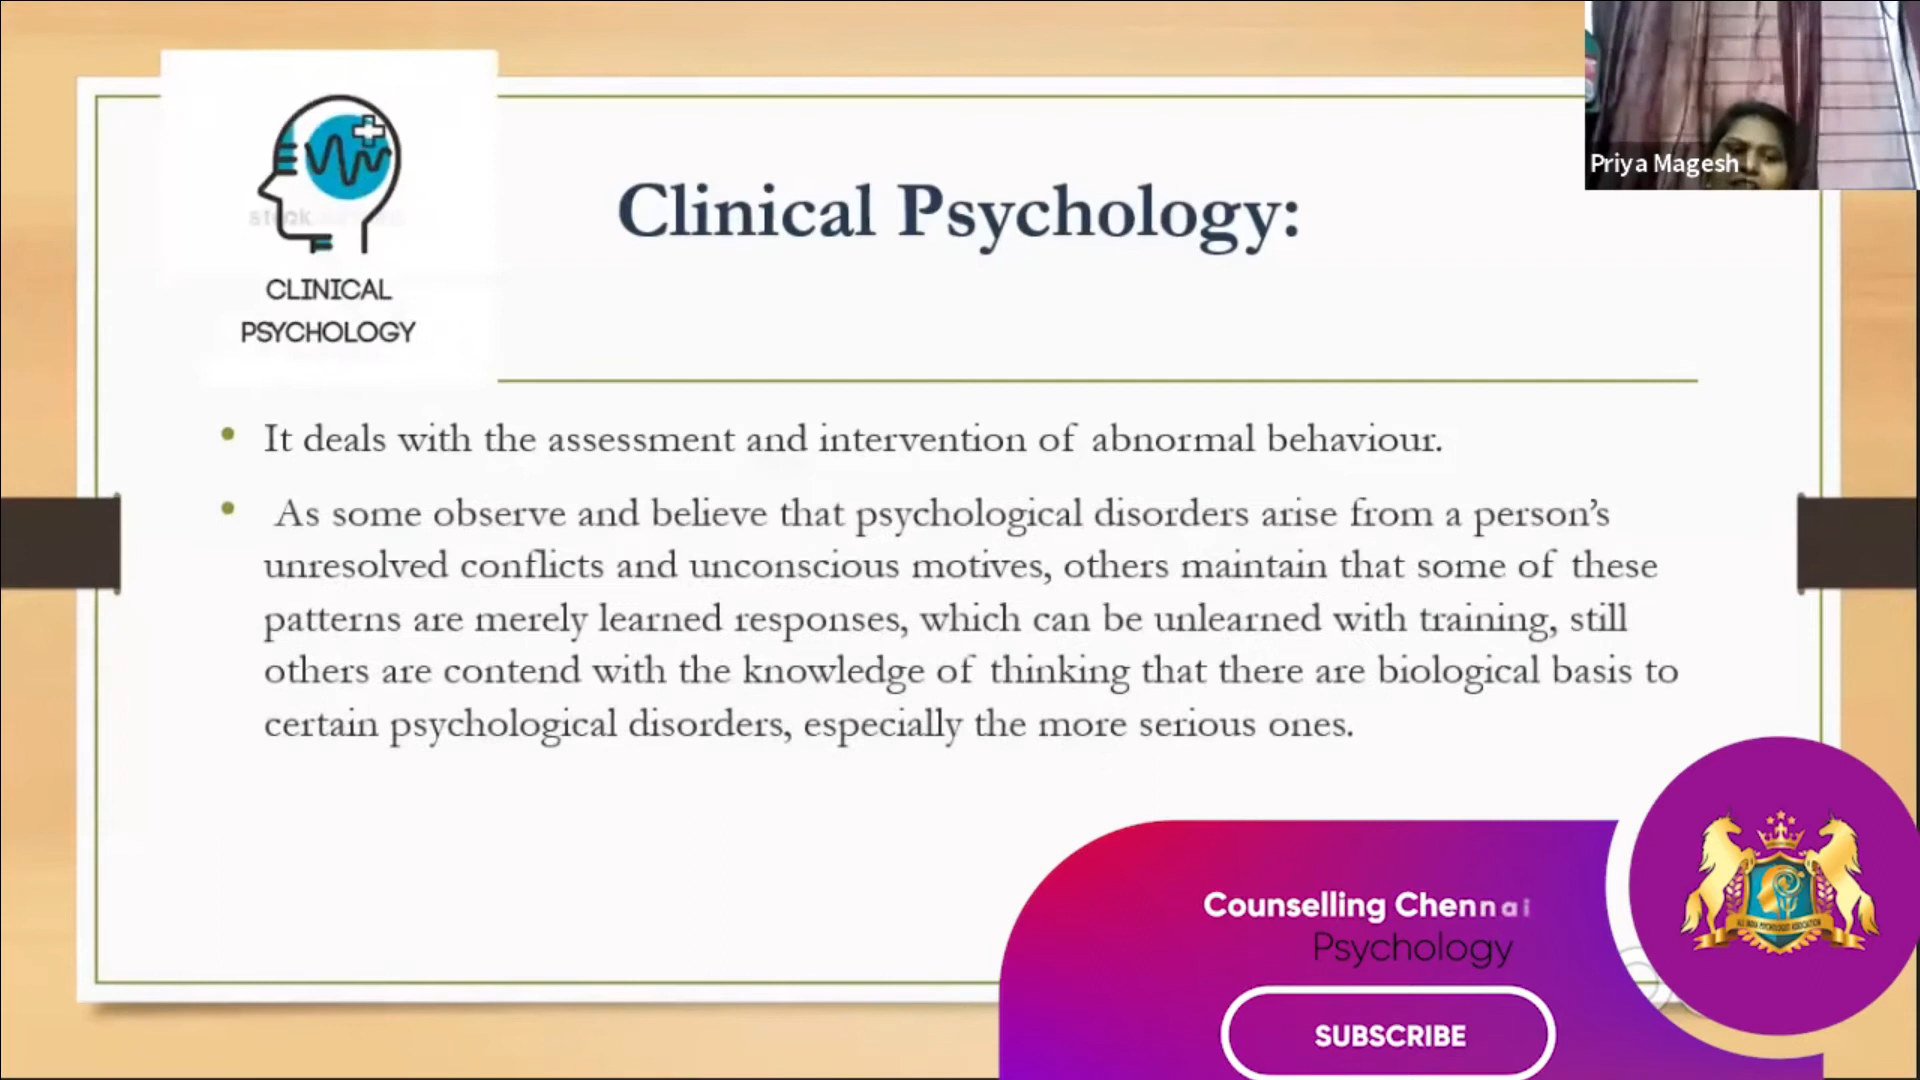 Priya Magesh
Clinical Psychology:
CLINICAL
PSYCHOLOGY
• It deals with the assessment and intervention of abnormal behaviour.
• As some observe and believe that psychological disorders arise from a person’s
unresolved conflicts and unconscious motives, others maintain that some of these
patterns are merely learned responses, which can be unlearned with training, still
others are contend with the knowledge of thinking that there are biological basis to
certain psychological disorders, especially the more serious ones.
Counselling Chennai
Psychology
SUBSCRIBE
ALL INDIA PSYCHOLOGIST ASSOCIATION